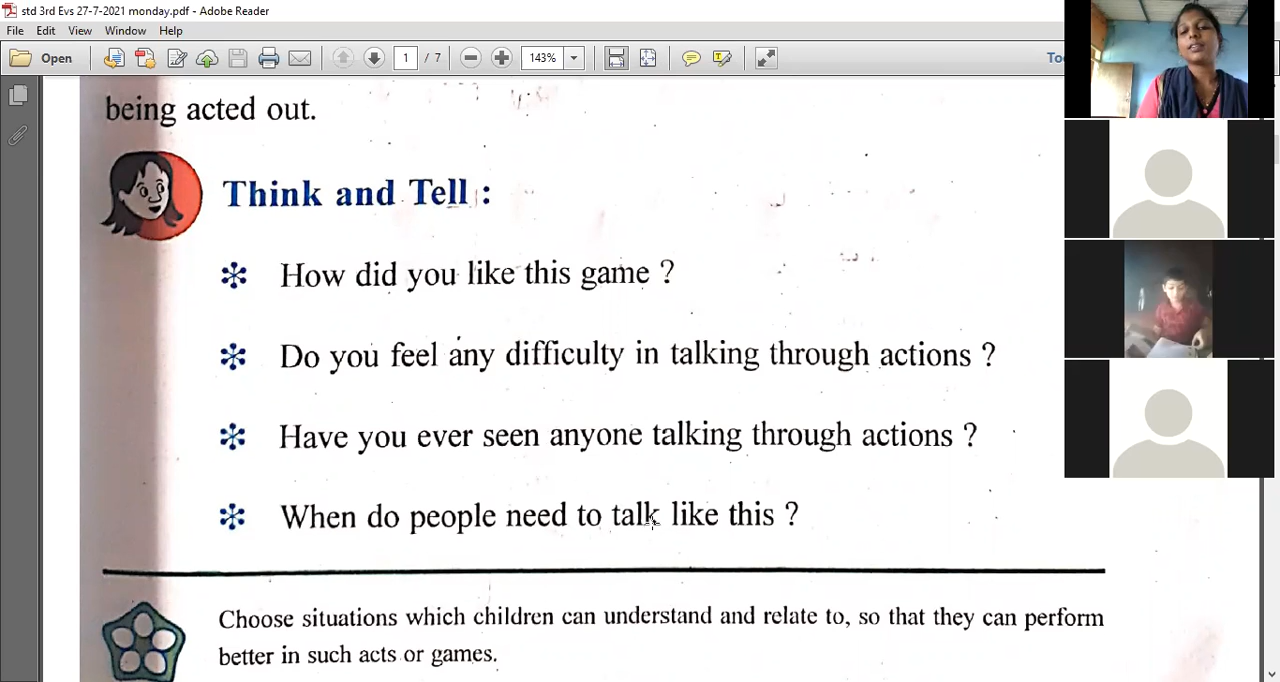 std 3rd Evs 27-7-2021 monday.pdf - Adobe Reader
File Edit View Window Help
Open 1 / 7 143%
being acted out.
Think and Tell :
How did you like this game ?
Do you feel any difficulty in talking through actions ?
Have you ever seen anyone talking through actions ?
When do people need to talk like this ?
Choose situations which children can understand and relate to, so that they can perform
better in such acts or games.